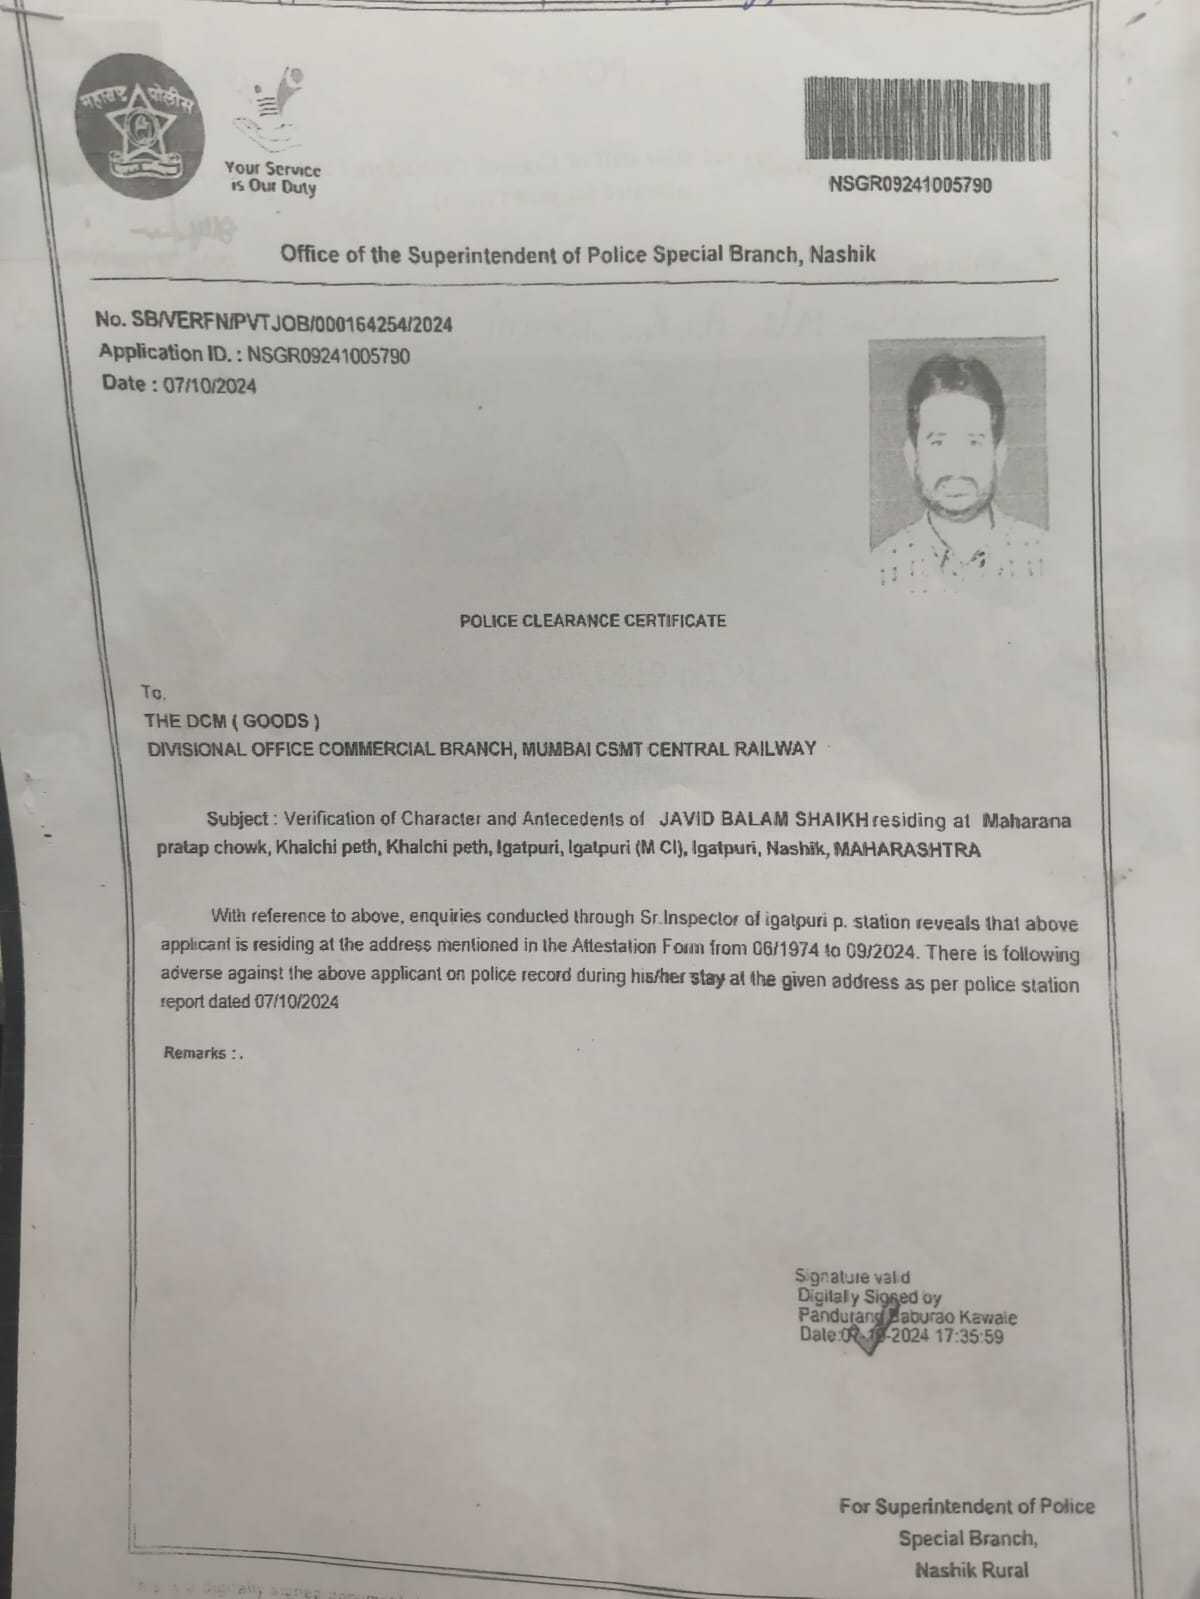 महाराष्ट्र पोलीस
Your Service
is Our Duty
NSGR09241005790
Office of the Superintendent of Police Special Branch, Nashik
No. SB/VERFN/PVTJOB/000164254/2024
Application ID. : NSGR09241005790
Date : 07/10/2024
POLICE CLEARANCE CERTIFICATE
To,
THE DCM ( GOODS )
DIVISIONAL OFFICE COMMERCIAL BRANCH, MUMBAI CSMT CENTRAL RAILWAY
Subject : Verification of Character and Antecedents of JAVID BALAM SHAIKH residing at Maharana
pratap chowk, Khalchi peth, Khalchi peth, Igatpuri, Igatpuri (M Cl), Igatpuri, Nashik, MAHARASHTRA
With reference to above, enquiries conducted through Sr.Inspector of igatpuri p. station reveals that above
applicant is residing at the address mentioned in the Attestation Form from 06/1974 to 09/2024. There is following
adverse against the above applicant on police record during his/her stay at the given address as per police station
report dated 07/10/2024
Remarks : .
Signature valid
Digitally Signed by
Pandurang Baburao Kawale
Date:07-10-2024 17:35:59
For Superintendent of Police
Special Branch,
Nashik Rural
This is a digitally signed document